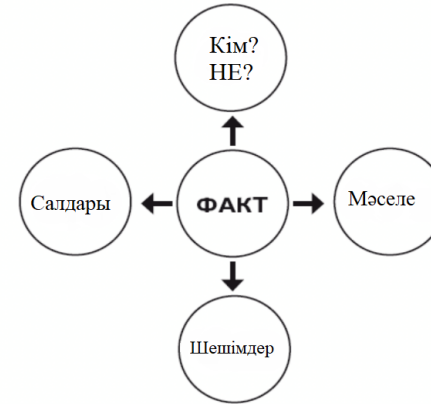 Кім?
НЕ?
Салдары
ФАКТ
Мәселе
Шешімдер